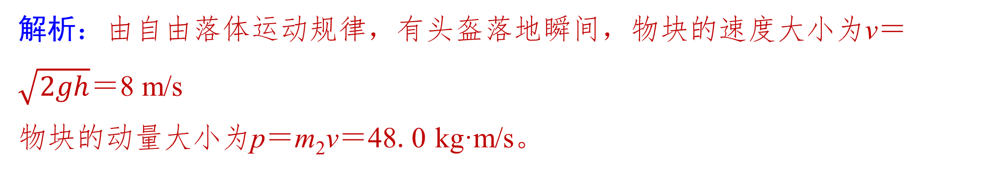 解析：由自由落体运动规律，有头盔落地瞬间，物块的速度大小为v＝
√2gh＝8 m/s
物块的动量大小为p＝m₂v＝48. 0 kg·m/s。